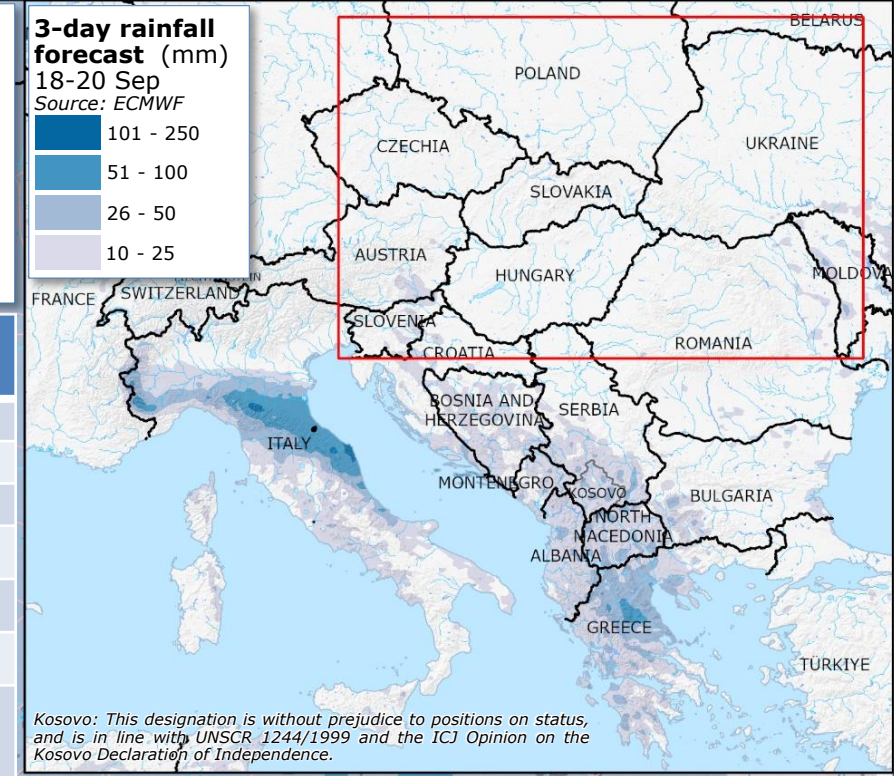 3-day rainfall
forecast (mm)
18-20 Sep
Source: ECMWF
101 - 250
51 - 100
26 - 50
10 - 25
BELARUS
POLAND
CZECHIA
UKRAINE
SLOVAKIA
AUSTRIA
HUNGARY
MOLDOVA
FRANCE
SWITZERLAND
SLOVENIA
ROMANIA
CROATIA
BOSNIA AND
HERZEGOVINA
SERBIA
ITALY
MONTENEGRO
KOSOVO
BULGARIA
NORTH
MACEDONIA
ALBANIA
GREECE
TÜRKIYE
Kosovo: This designation is without prejudice to positions on status,
and is in line with UNSCR 1244/1999 and the ICJ Opinion on the
Kosovo Declaration of Independence.